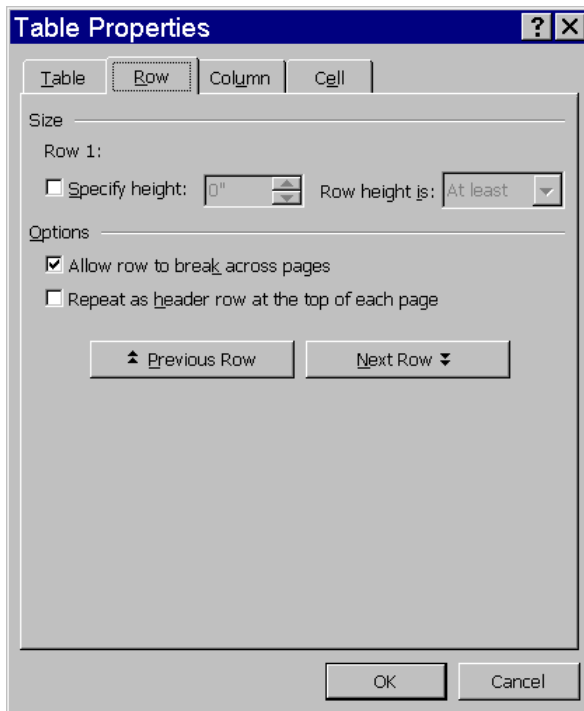 Table Properties ? X
Table Row Column Cell
Size
Row 1:
Specify height: 0" Row height is: At least
Options
Allow row to break across pages
Repeat as header row at the top of each page
Previous Row Next Row
OK Cancel